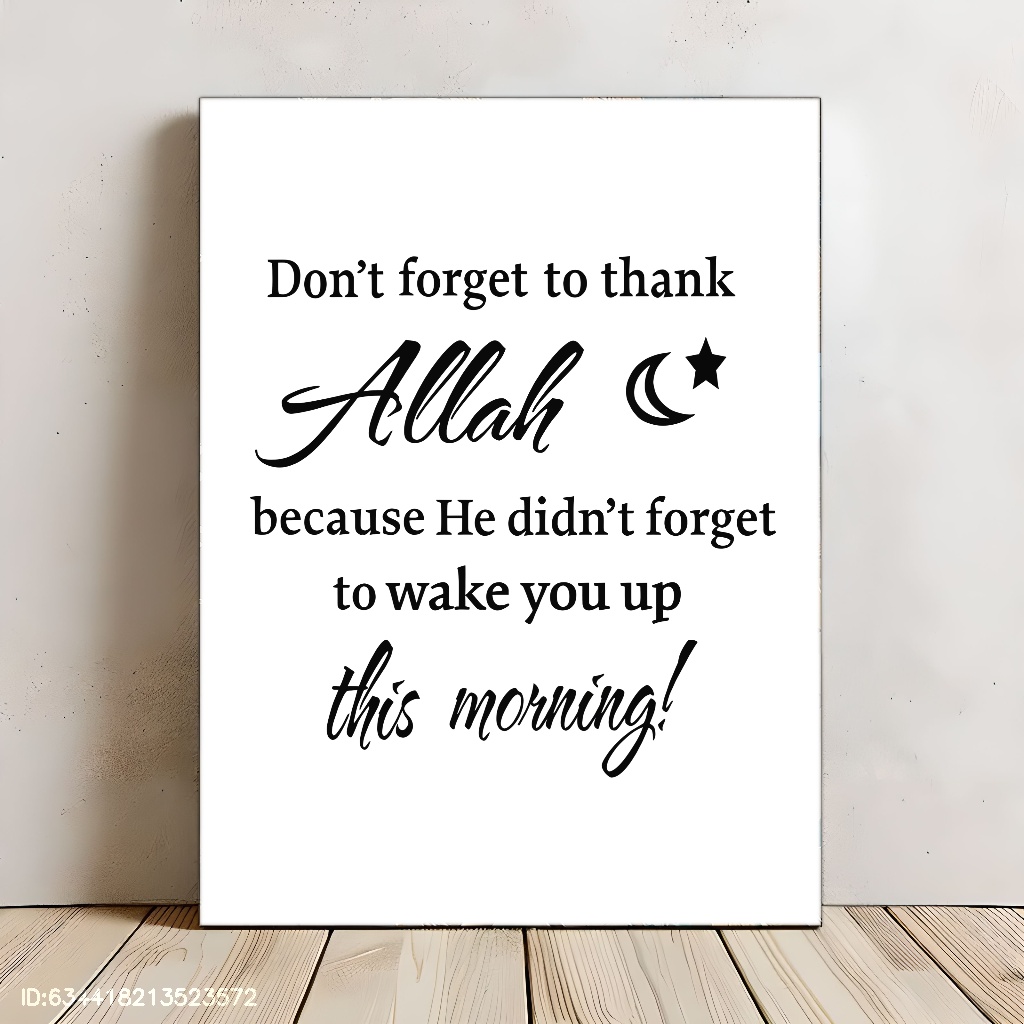 Don't forget to thank
Allah
because He didn't forget
to wake you up
this morning!
ID:634418213523572